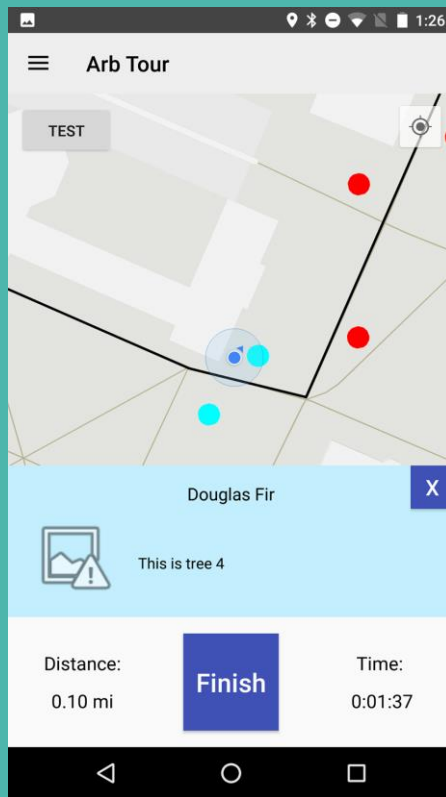 1:26
Arb Tour
TEST
Douglas Fir
X
This is tree 4
Distance:
0.10 mi
Finish
Time:
0:01:37